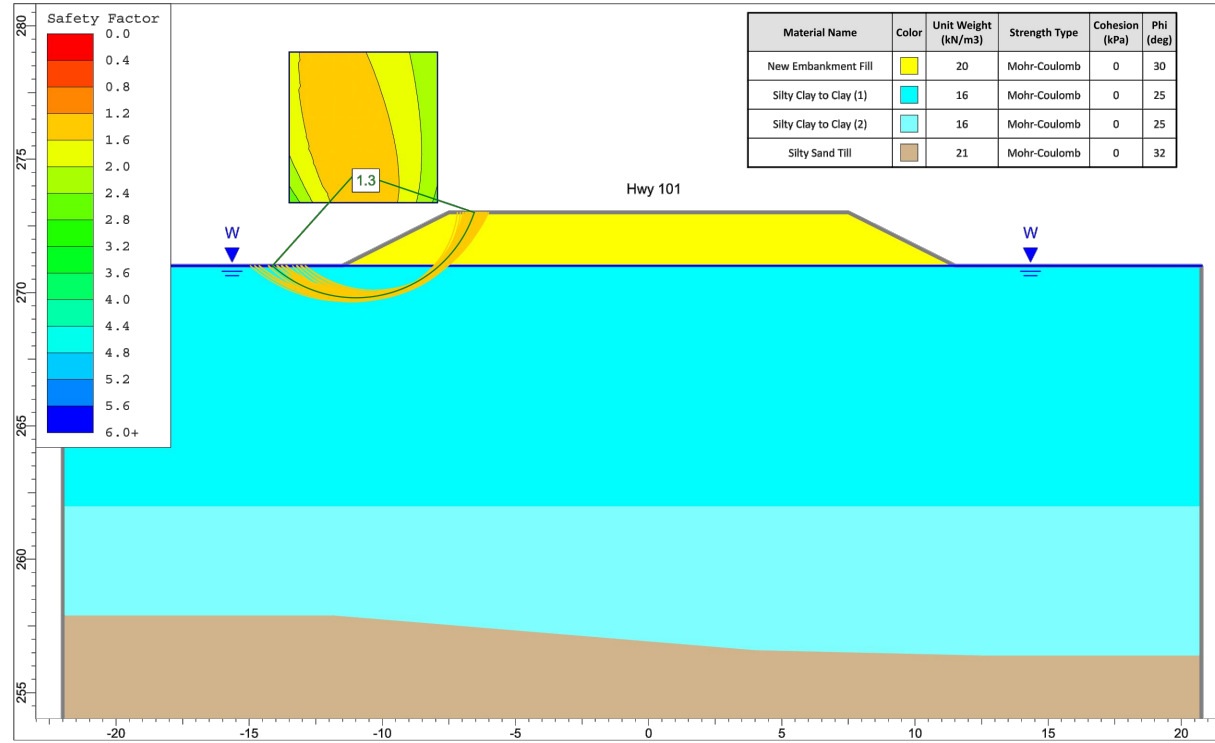 Safety Factor
0.0
0.4
0.8
1.2
1.6
2.0
2.4
2.8
3.2
3.6
4.0
4.4
4.8
5.2
5.6
6.0+
Material Name Color Unit Weight (kN/m3) Strength Type Cohesion (kPa) Phi (deg)
New Embankment Fill 20 Mohr-Coulomb 0 30
Silty Clay to Clay (1) 16 Mohr-Coulomb 0 25
Silty Clay to Clay (2) 16 Mohr-Coulomb 0 25
Silty Sand Till 21 Mohr-Coulomb 0 32
1.3
Hwy 101
W
W
280
275
270
265
260
255
-20 -15 -10 -5 0 5 10 15 20